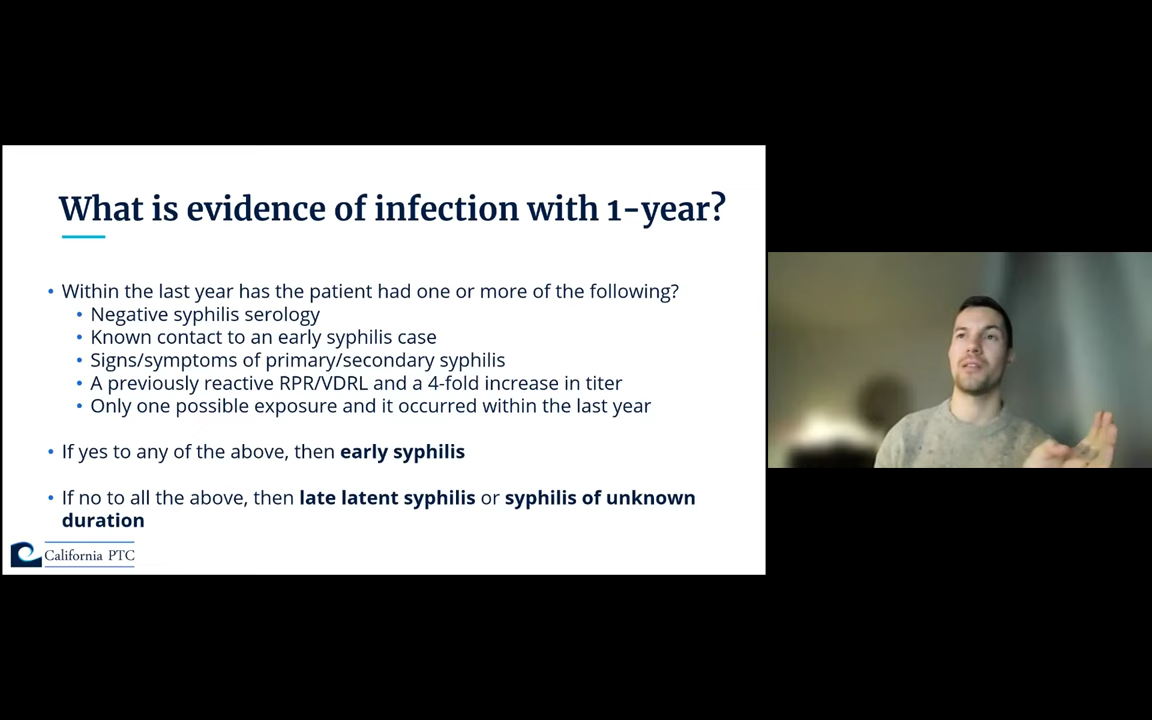 What is evidence of infection with 1-year?
• Within the last year has the patient had one or more of the following?
• Negative syphilis serology
• Known contact to an early syphilis case
• Signs/symptoms of primary/secondary syphilis
• A previously reactive RPR/VDRL and a 4-fold increase in titer
• Only one possible exposure and it occurred within the last year
• If yes to any of the above, then early syphilis
• If no to all the above, then late latent syphilis or syphilis of unknown
duration
California PTC